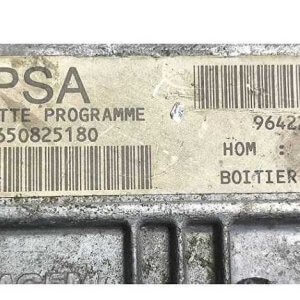 PSA
TTE PROGRAMME
650825180
9642
HOM :
BOITIER